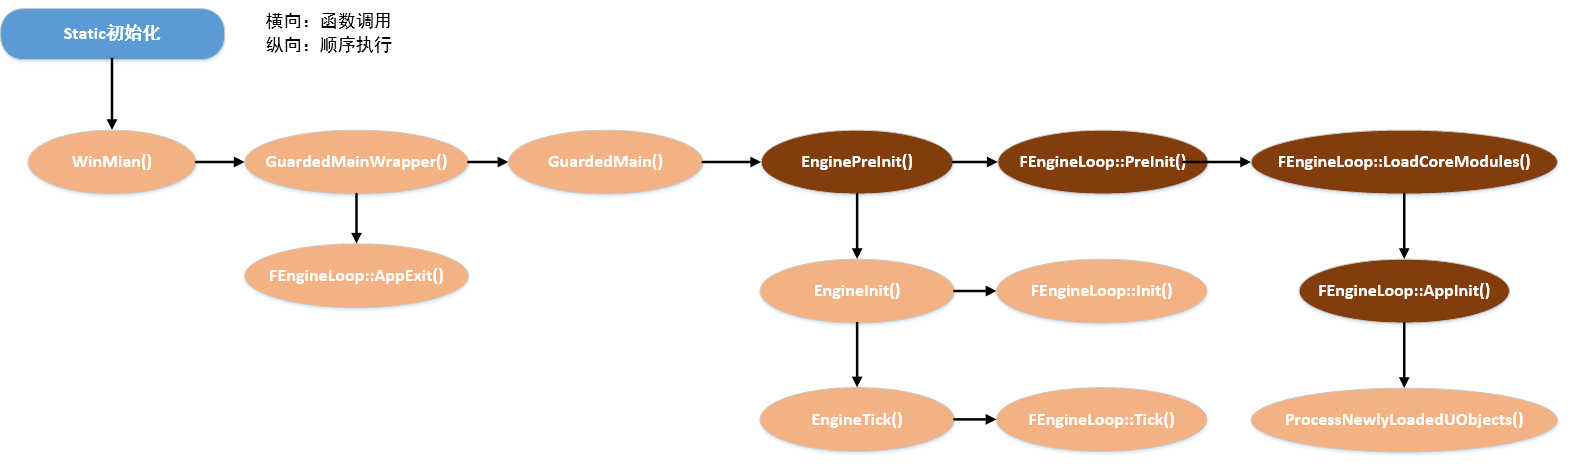 Static初始化
横向：函数调用
纵向：顺序执行
WinMian()
GuardedMainWrapper()
GuardedMain()
EnginePreInit()
FEngineLoop::PreInit()
FEngineLoop::LoadCoreModules()
FEngineLoop::AppExit()
EngineInit()
FEngineLoop::Init()
FEngineLoop::AppInit()
EngineTick()
FEngineLoop::Tick()
ProcessNewlyLoadedUObjects()